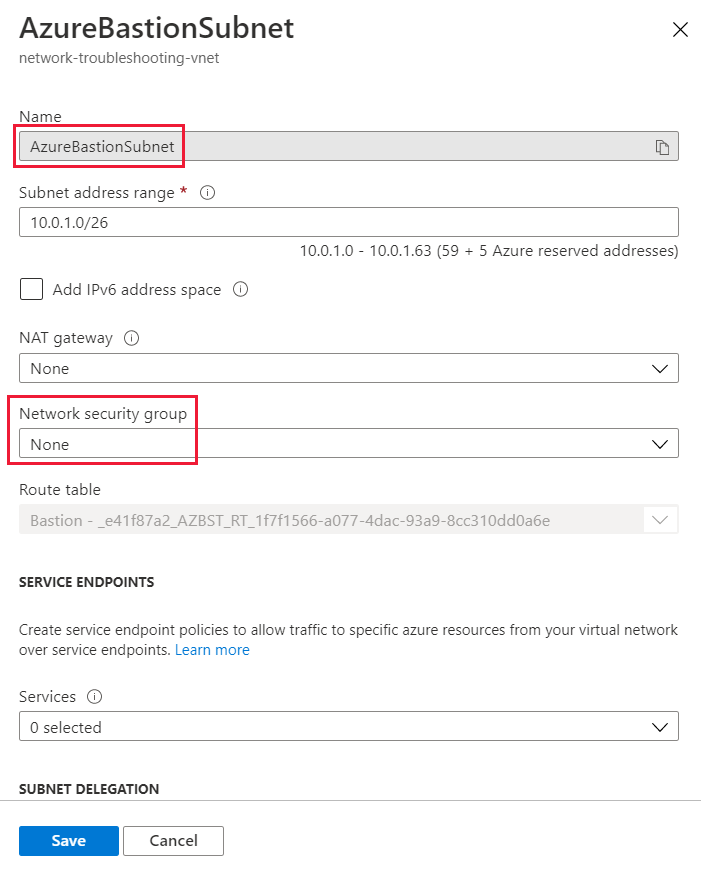 AzureBastionSubnet
network-troubleshooting-vnet
Name
AzureBastionSubnet
Subnet address range *
10.0.1.0/26
10.0.1.0 - 10.0.1.63 (59 + 5 Azure reserved addresses)
Add IPv6 address space
NAT gateway
None
Network security group
None
Route table
Bastion - _e41f87a2_AZBST_RT_1f7f1566-a077-4dac-93a9-8cc310dd0a6e
SERVICE ENDPOINTS
Create service endpoint policies to allow traffic to specific azure resources from your virtual network
over service endpoints. Learn more
Services
0 selected
SUBNET DELEGATION
Save
Cancel